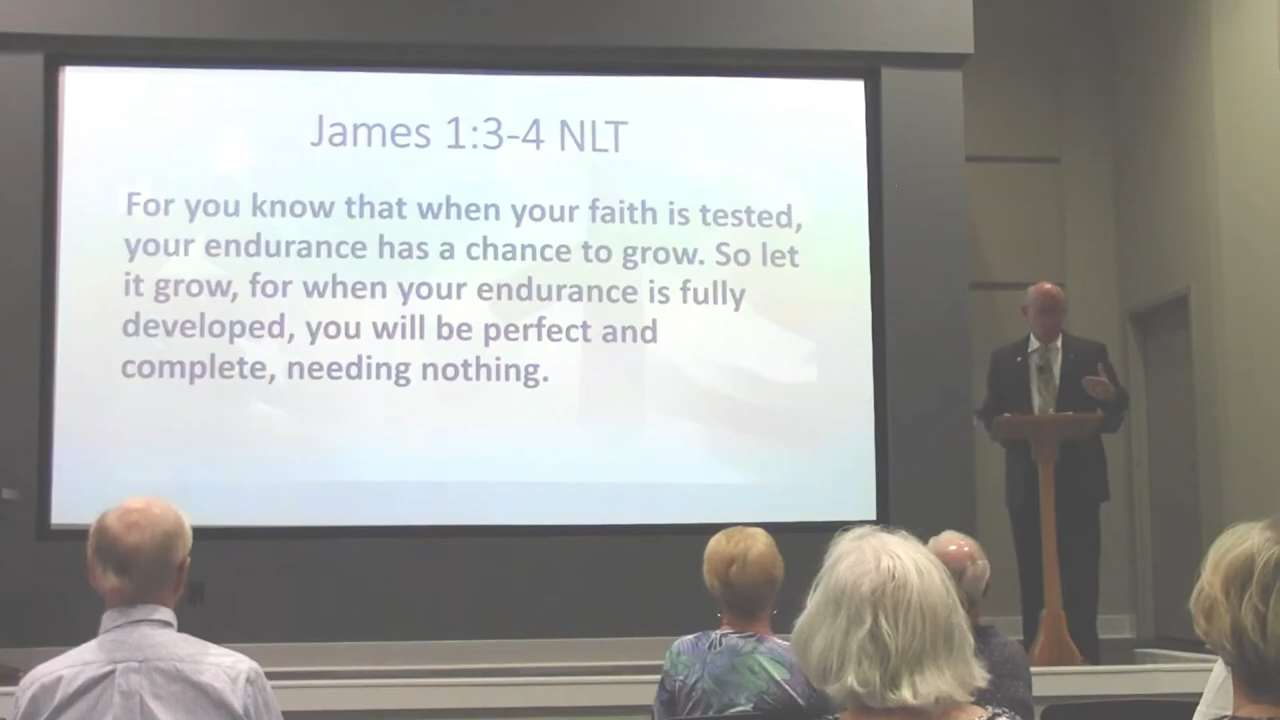 James 1:3-4 NLT
For you know that when your faith is tested,
your endurance has a chance to grow. So let
it grow, for when your endurance is fully
developed, you will be perfect and
complete, needing nothing.